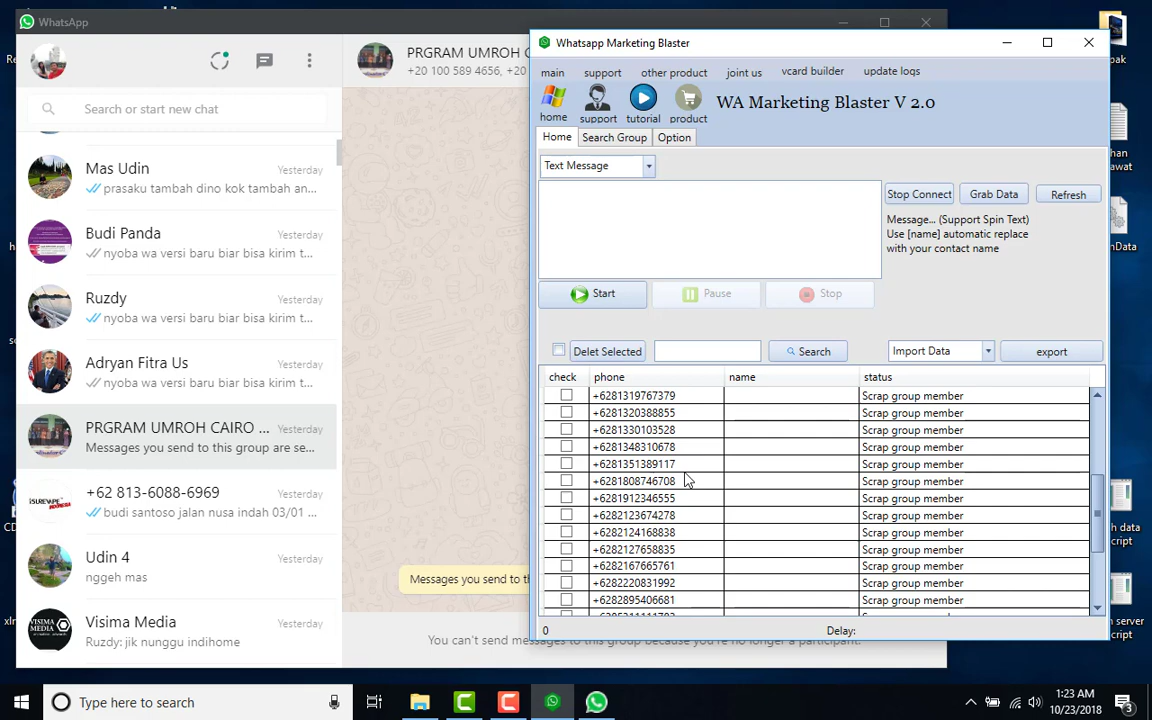 WhatsApp
Search or start new chat
Mas Udin
Yesterday
prasaku tambah dino kok tambah an...
Budi Panda
Yesterday
nyoba wa versi baru biar bisa kirim t...
Ruzdy
Yesterday
nyoba wa versi baru biar bisa kirim t...
Adryan Fitra Us
Yesterday
nyoba wa versi baru biar bisa kirim t...
PRGRAM UMROH CAIRO ...
Yesterday
Messages you send to this group are se...
+62 813-6088-6969
Yesterday
budi santoso jalan nusa indah 03/01
Udin 4
Yesterday
nggeh mas
Visima Media
Yesterday
Ruzdy: jik nunggu indihome
PRGRAM UMROH C
+20 100 589 4656, +20
Messages you send to th
You can't send messages to this group because you're no longer a participant.
Whatsapp Marketing Blaster
main support other product joint us vcard builder update logs
home support tutorial product
WA Marketing Blaster V 2.0
Home Search Group Option
Text Message
Stop Connect Grab Data Refresh
Message... (Support Spin Text)
Use [name] automatic replace
with your contact name
Start Pause Stop
Delet Selected Search Import Data export
check phone name status
+6281319767379 Scrap group member
+6281320388855 Scrap group member
+6281330103528 Scrap group member
+6281348310678 Scrap group member
+6281351389117 Scrap group member
+6281808746708 Scrap group member
+6281912346555 Scrap group member
+6282123674278 Scrap group member
+6282124168838 Scrap group member
+6282127658835 Scrap group member
+6282167665761 Scrap group member
+6282220831992 Scrap group member
+6282895406681 Scrap group member
0 Delay:
Type here to search
1:23 AM
10/23/2018
3